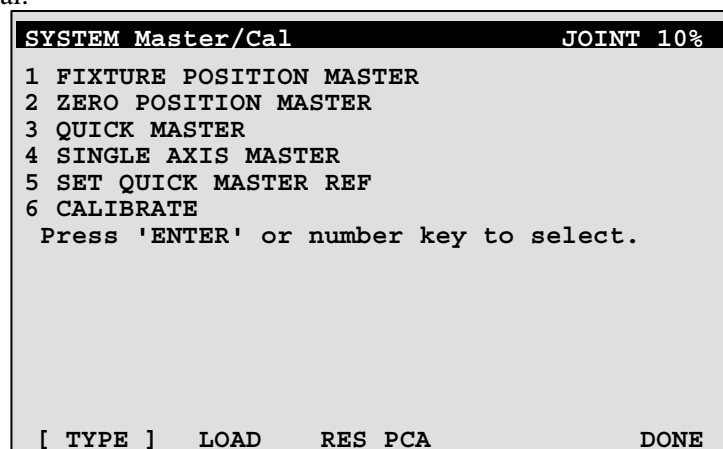 SYSTEM Master/Cal JOINT 10%
1 FIXTURE POSITION MASTER
2 ZERO POSITION MASTER
3 QUICK MASTER
4 SINGLE AXIS MASTER
5 SET QUICK MASTER REF
6 CALIBRATE
Press 'ENTER' or number key to select.
[ TYPE ] LOAD RES PCA DONE